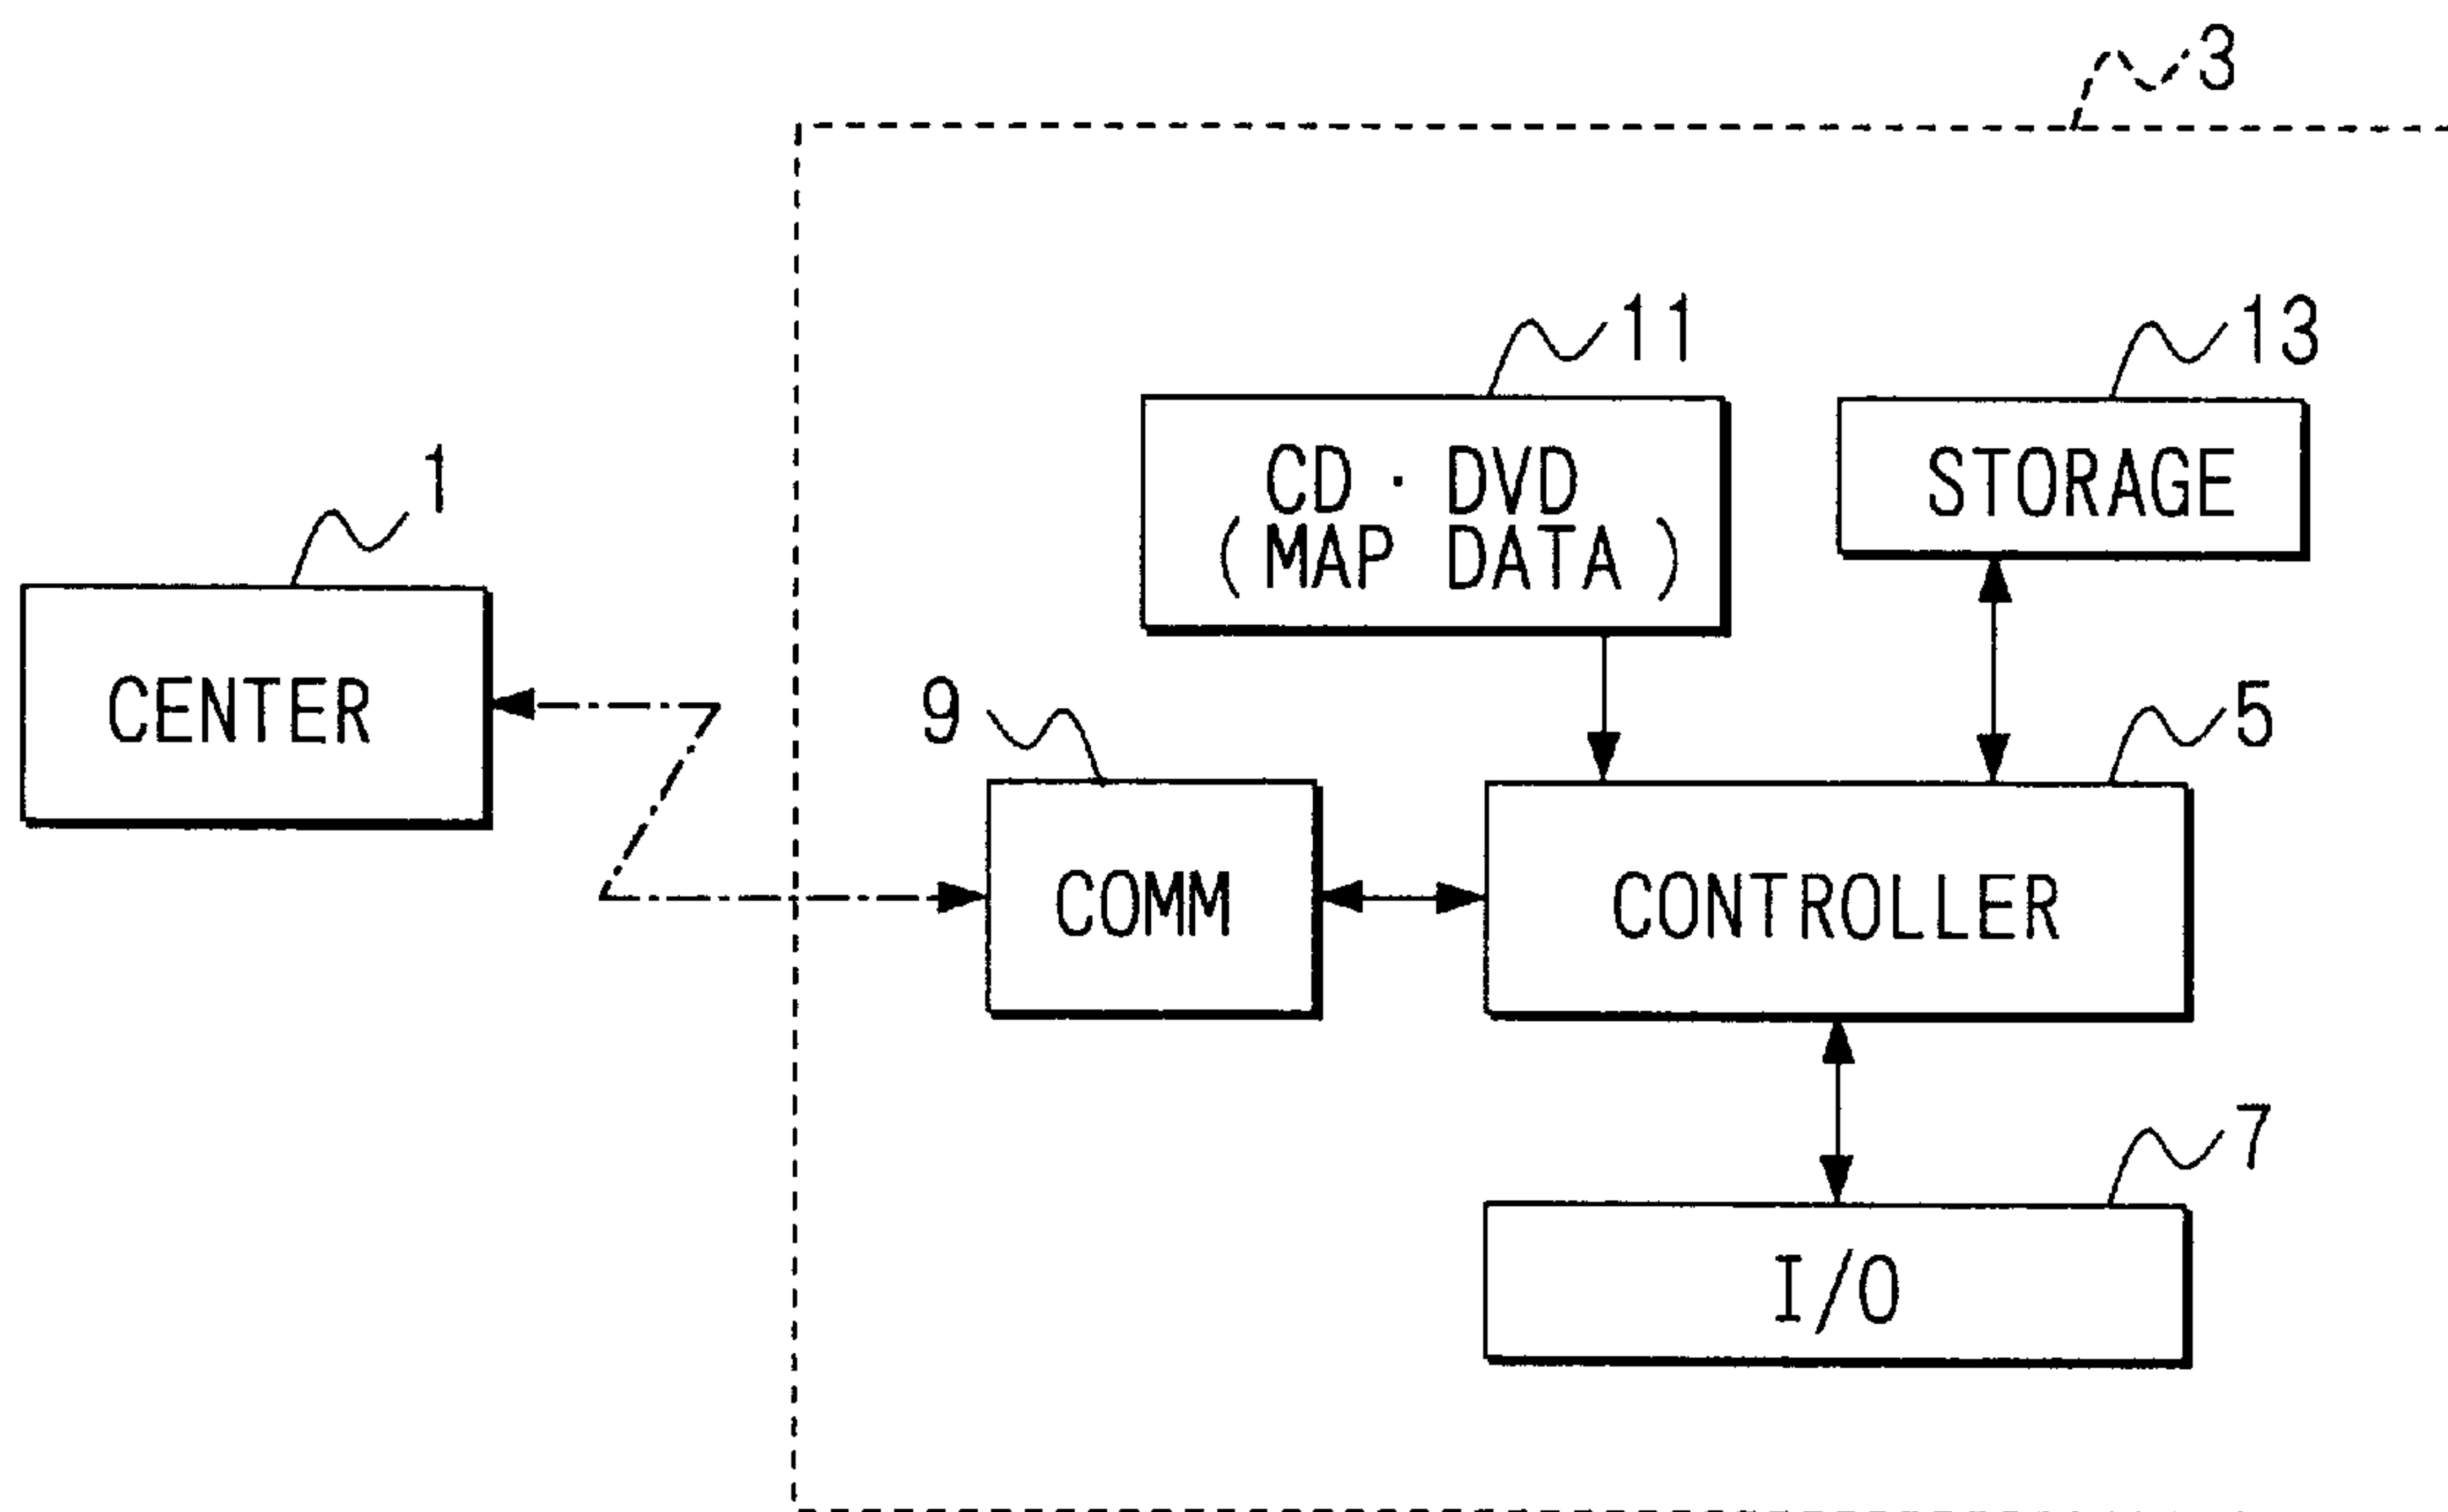 3
11
13
CD · DVD
( MAP DATA )
STORAGE
1
CENTER
9
5
COMM
CONTROLLER
7
I/O